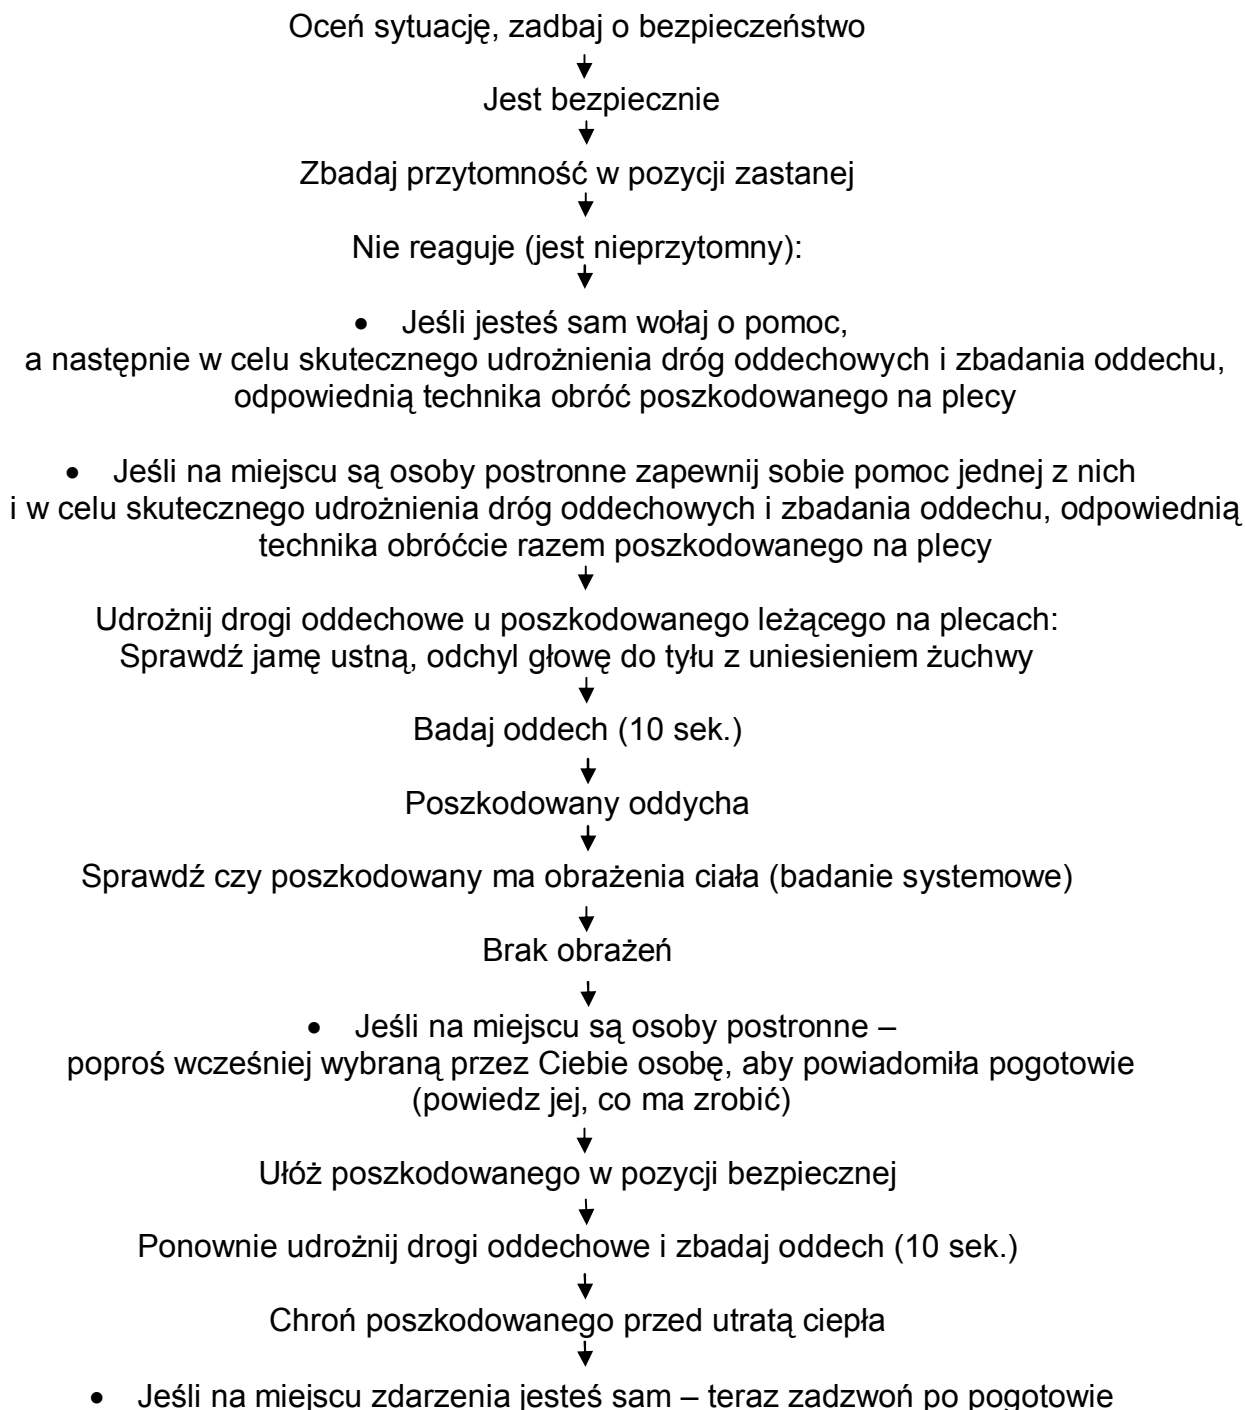 Oceń sytuację, zadbaj o bezpieczeństwo
Jest bezpiecznie
Zbadaj przytomność w pozycji zastanej
Nie reaguje (jest nieprzytomny):
• Jeśli jesteś sam wołaj o pomoc,
a następnie w celu skutecznego udrożnienia dróg oddechowych i zbadania oddechu,
odpowiednią technika obróć poszkodowanego na plecy
• Jeśli na miejscu są osoby postronne zapewnij sobie pomoc jednej z nich
i w celu skutecznego udrożnienia dróg oddechowych i zbadania oddechu, odpowiednią
technika obróćcie razem poszkodowanego na plecy
Udrożnij drogi oddechowe u poszkodowanego leżącego na plecach:
Sprawdź jamę ustną, odchyl głowę do tyłu z uniesieniem żuchwy
Badaj oddech (10 sek.)
Poszkodowany oddycha
Sprawdź czy poszkodowany ma obrażenia ciała (badanie systemowe)
Brak obrażeń
• Jeśli na miejscu są osoby postronne –
poproś wcześniej wybraną przez Ciebie osobę, aby powiadomiła pogotowie
(powiedz jej, co ma zrobić)
Ułóż poszkodowanego w pozycji bezpiecznej
Ponownie udrożnij drogi oddechowe i zbadaj oddech (10 sek.)
Chroń poszkodowanego przed utratą ciepła
• Jeśli na miejscu zdarzenia jesteś sam – teraz zadzwoń po pogotowie